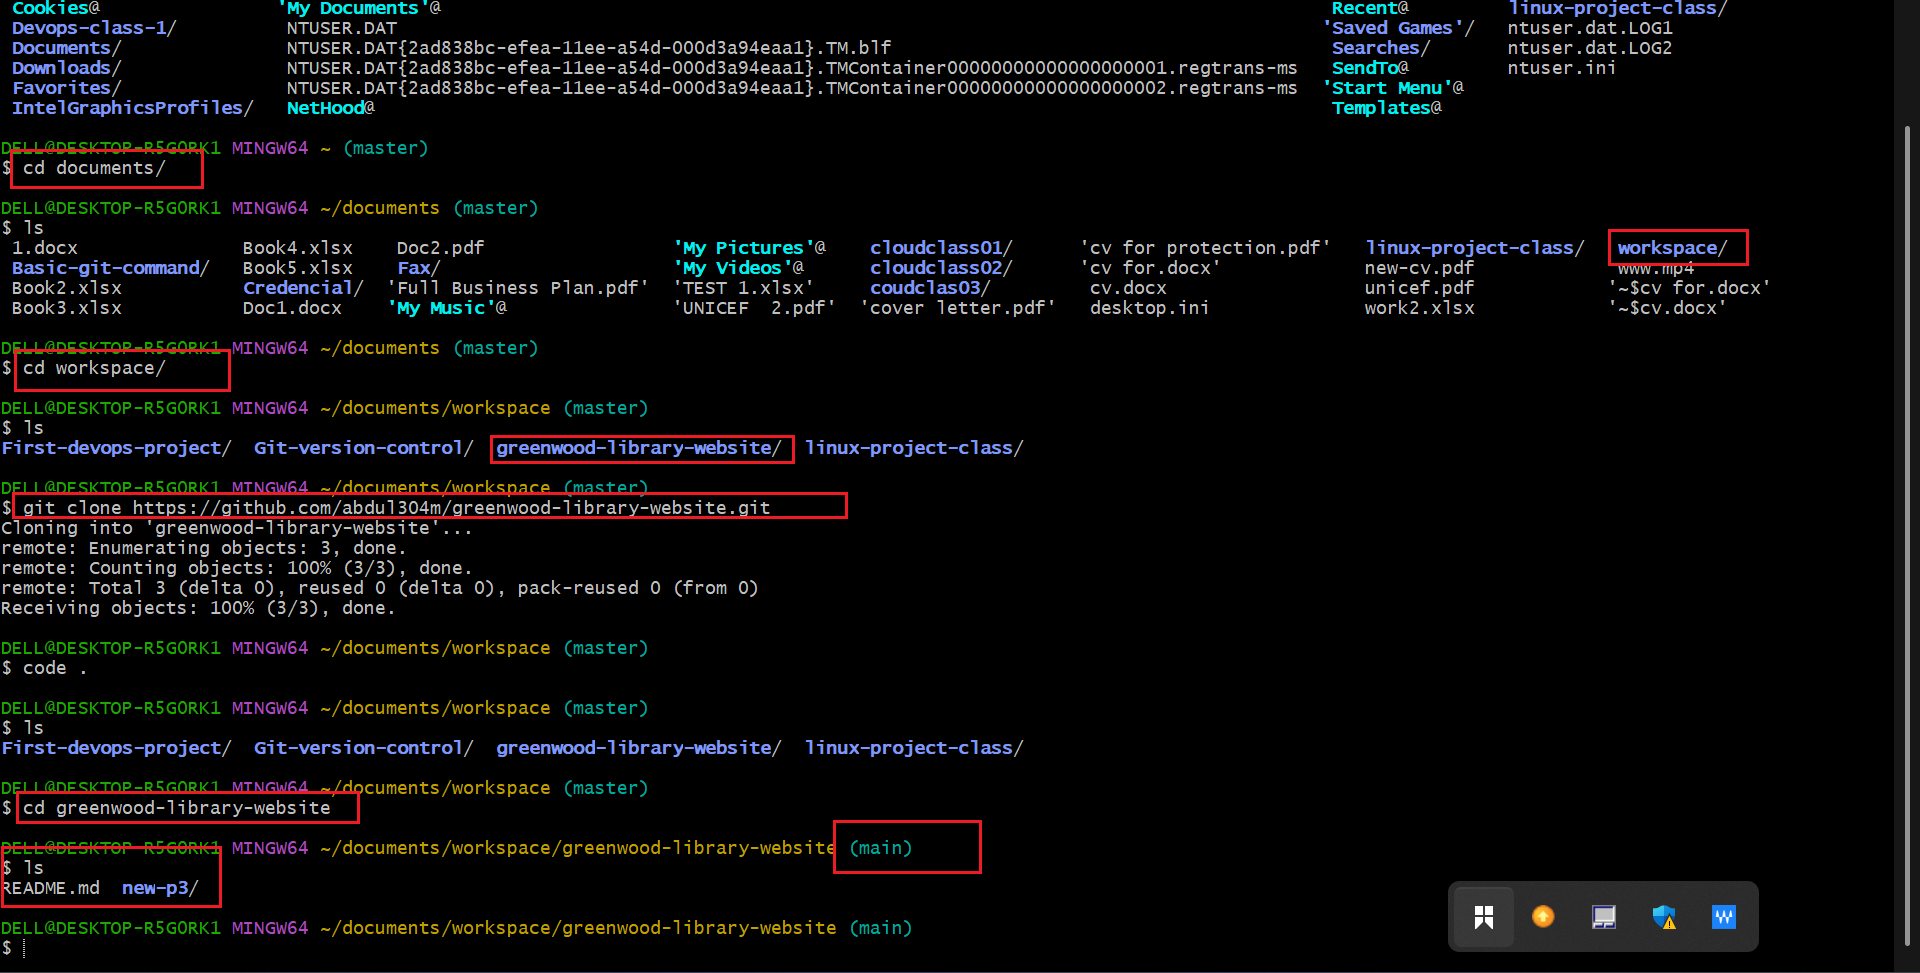 Cookies@ 'My Documents'@ Recent@ linux-project-class/
Devops-class-1/ NTUSER.DAT 'Saved Games'/ ntuser.dat.LOG1
Documents/ NTUSER.DAT{2ad838bc-efea-11ee-a54d-000d3a94eaa1}.TM.blf Searches/ ntuser.dat.LOG2
Downloads/ NTUSER.DAT{2ad838bc-efea-11ee-a54d-000d3a94eaa1}.TMContainer00000000000000000001.regtrans-ms SendTo@ ntuser.ini
Favorites/ NTUSER.DAT{2ad838bc-efea-11ee-a54d-000d3a94eaa1}.TMContainer00000000000000000002.regtrans-ms 'Start Menu'@
IntelGraphicsProfiles/ NetHood@ Templates@
DELL@DESKTOP-R5GORK1 MINGW64 ~ (master)
$ cd documents/
DELL@DESKTOP-R5GORK1 MINGW64 ~/documents (master)
$ ls
1.docx Book4.xlsx Doc2.pdf 'My Pictures'@ cloudclass01/ 'cv for protection.pdf' linux-project-class/ workspace/
Basic-git-command/ Book5.xlsx Fax/ 'My Videos'@ cloudclass02/ 'cv for.docx' new-cv.pdf www.mp4
Book2.xlsx Credencial/ 'Full Business Plan.pdf' 'TEST 1.xlsx' coudclas03/ cv.docx unicef.pdf '~$cv for.docx'
Book3.xlsx Doc1.docx 'My Music'@ 'UNICEF  2.pdf' 'cover letter.pdf' desktop.ini work2.xlsx '~$cv.docx'
DELL@DESKTOP-R5GORK1 MINGW64 ~/documents (master)
$ cd workspace/
DELL@DESKTOP-R5GORK1 MINGW64 ~/documents/workspace (master)
$ ls
First-devops-project/ Git-version-control/ greenwood-library-website/ linux-project-class/
DELL@DESKTOP-R5GORK1 MINGW64 ~/documents/workspace (master)
$ git clone https://github.com/abdul304m/greenwood-library-website.git
Cloning into 'greenwood-library-website'...
remote: Enumerating objects: 3, done.
remote: Counting objects: 100% (3/3), done.
remote: Total 3 (delta 0), reused 0 (delta 0), pack-reused 0 (from 0)
Receiving objects: 100% (3/3), done.
DELL@DESKTOP-R5GORK1 MINGW64 ~/documents/workspace (master)
$ code .
DELL@DESKTOP-R5GORK1 MINGW64 ~/documents/workspace (master)
$ ls
First-devops-project/ Git-version-control/ greenwood-library-website/ linux-project-class/
DELL@DESKTOP-R5GORK1 MINGW64 ~/documents/workspace (master)
$ cd greenwood-library-website
DELL@DESKTOP-R5GORK1 MINGW64 ~/documents/workspace/greenwood-library-website (main)
$ ls
README.md new-p3/
DELL@DESKTOP-R5GORK1 MINGW64 ~/documents/workspace/greenwood-library-website (main)
$